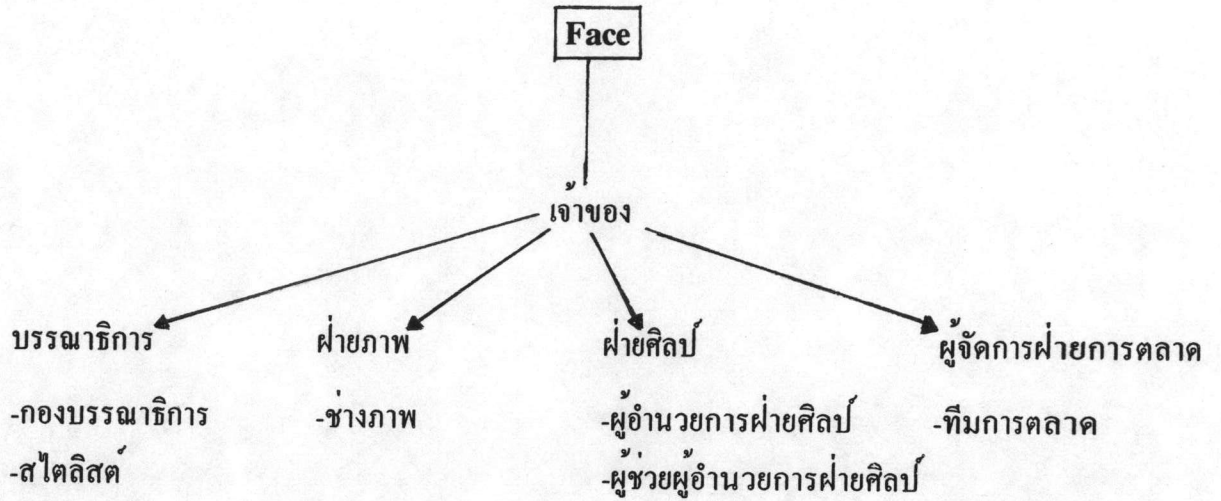 Face
เจ้าของ
บรรณาธิการ
-กองบรรณาธิการ
-สไตลิสต์
ฝ่ายภาพ
-ช่างภาพ
ฝ่ายศิลป์
-ผู้อำนวยการฝ่ายศิลป์
-ผู้ช่วยผู้อำนวยการฝ่ายศิลป์
ผู้จัดการฝ่ายการตลาด
-ทีมการตลาด